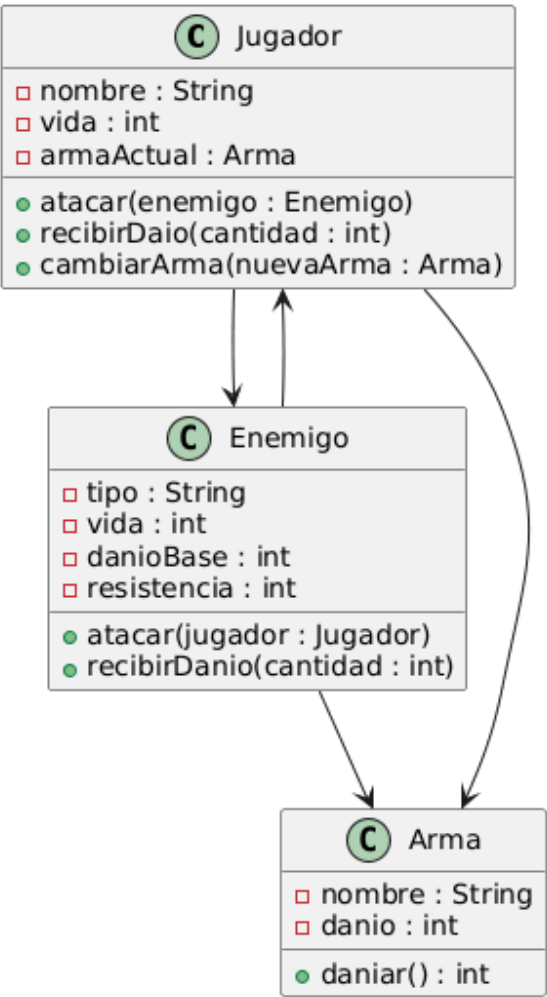 C Jugador
nombre : String
vida : int
armaActual : Arma
atacar(enemigo : Enemigo)
recibirDaio(cantidad : int)
cambiarArma(nuevaArma : Arma)
C Enemigo
tipo : String
vida : int
danioBase : int
resistencia : int
atacar(jugador : Jugador)
recibirDanio(cantidad : int)
C Arma
nombre : String
danio : int
daniar() : int